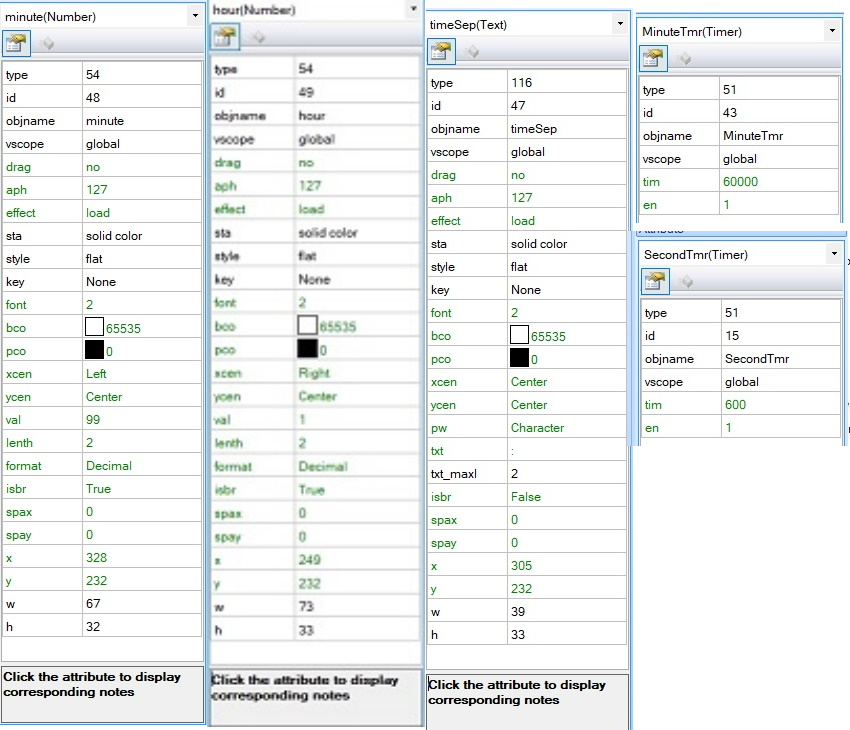 minute(Number)
type 54
id 48
objname minute
vscope global
drag no
aph 127
effect load
sta solid color
style flat
key None
font 2
bco 65535
pco 0
xcen Left
ycen Center
val 99
lenth 2
format Decimal
isbr True
spax 0
spay 0
x 328
y 232
w 67
h 32
Click the attribute to display
corresponding notes
hour(Number)
type 54
id 49
objname hour
vscope global
drag no
aph 127
effect load
sta solid color
style flat
key None
font 2
bco 65535
pco 0
xcen Right
ycen Center
val 1
lenth 2
format Decimal
isbr True
spax 0
spay 0
x 249
y 232
w 73
h 33
Click the attribute to display
corresponding notes
timeSep(Text)
type 116
id 47
objname timeSep
vscope global
drag no
aph 127
effect load
sta solid color
style flat
key None
font 2
bco 65535
pco 0
xcen Center
ycen Center
pw Character
txt :
txt_maxl 2
isbr False
spax 0
spay 0
x 305
y 232
w 39
h 33
Click the attribute to display
corresponding notes
MinuteTmr(Timer)
type 51
id 43
objname MinuteTmr
vscope global
tim 60000
en 1
SecondTmr(Timer)
type 51
id 15
objname SecondTmr
vscope global
tim 600
en 1